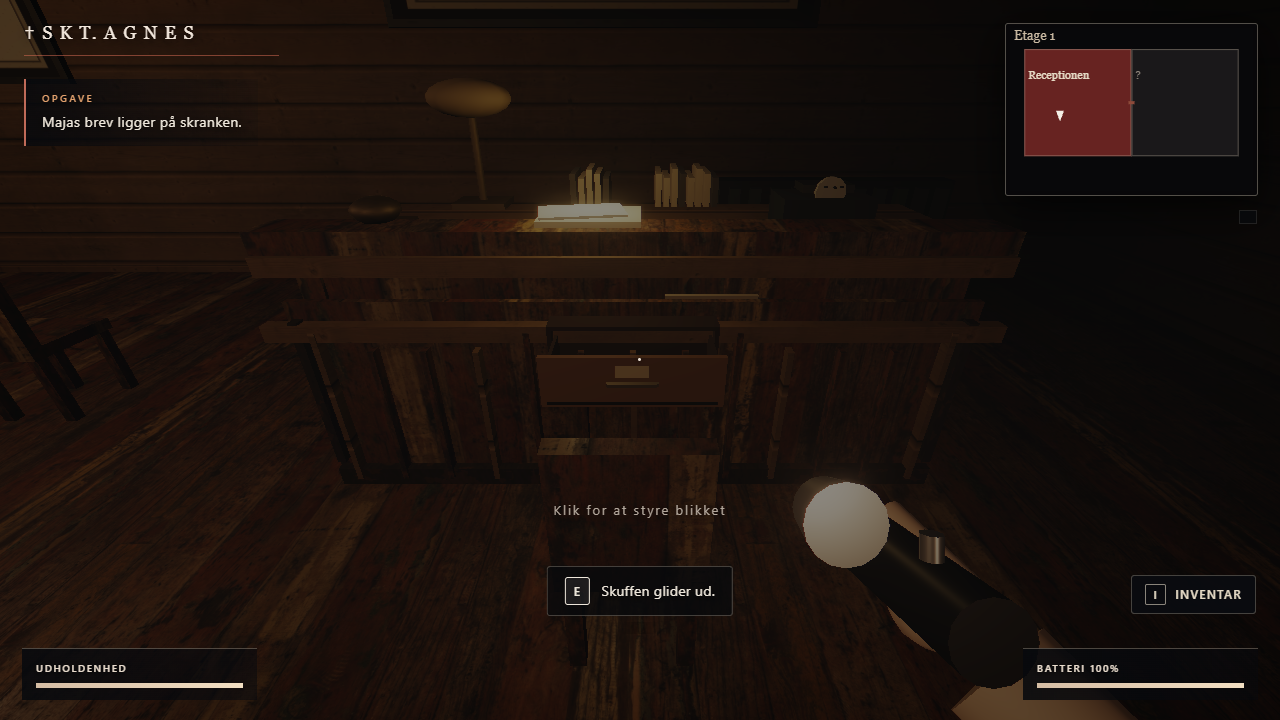 † SKT. AGNES
OPGAVE
Majas brev ligger på skranken.
Etage 1
Receptionen
?
Klik for at styre blikket
E Skuffen glider ud.
I INVENTAR
UDHOLDENHED
BATTERI 100%